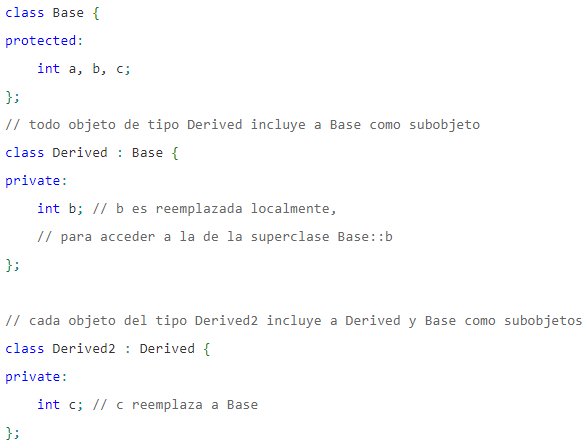 class Base {
protected:
    int a, b, c;
};
// todo objeto de tipo Derived incluye a Base como subobjeto
class Derived : Base {
private:
    int b; // b es reemplazada localmente,
    // para acceder a la de la superclase Base::b
};

// cada objeto del tipo Derived2 incluye a Derived y Base como subobjetos
class Derived2 : Derived {
private:
    int c; // c reemplaza a Base
};